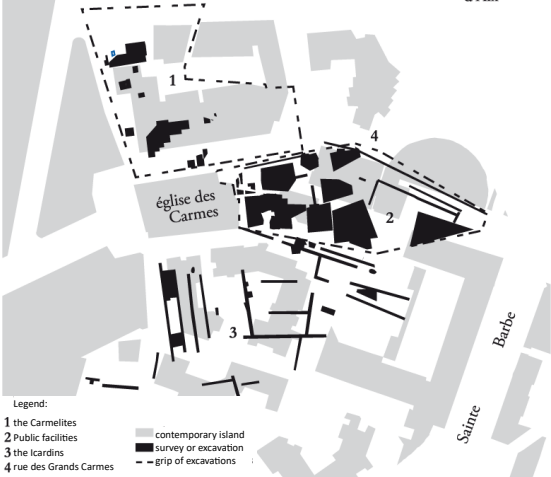 1
4
église des
Carmes
2
3
Barbe
Sainte
Legend:
1 the Carmelites
2 Public facilities
3 the Icardins
4 rue des Grands Carmes
contemporary island
survey or excavation
grip of excavations